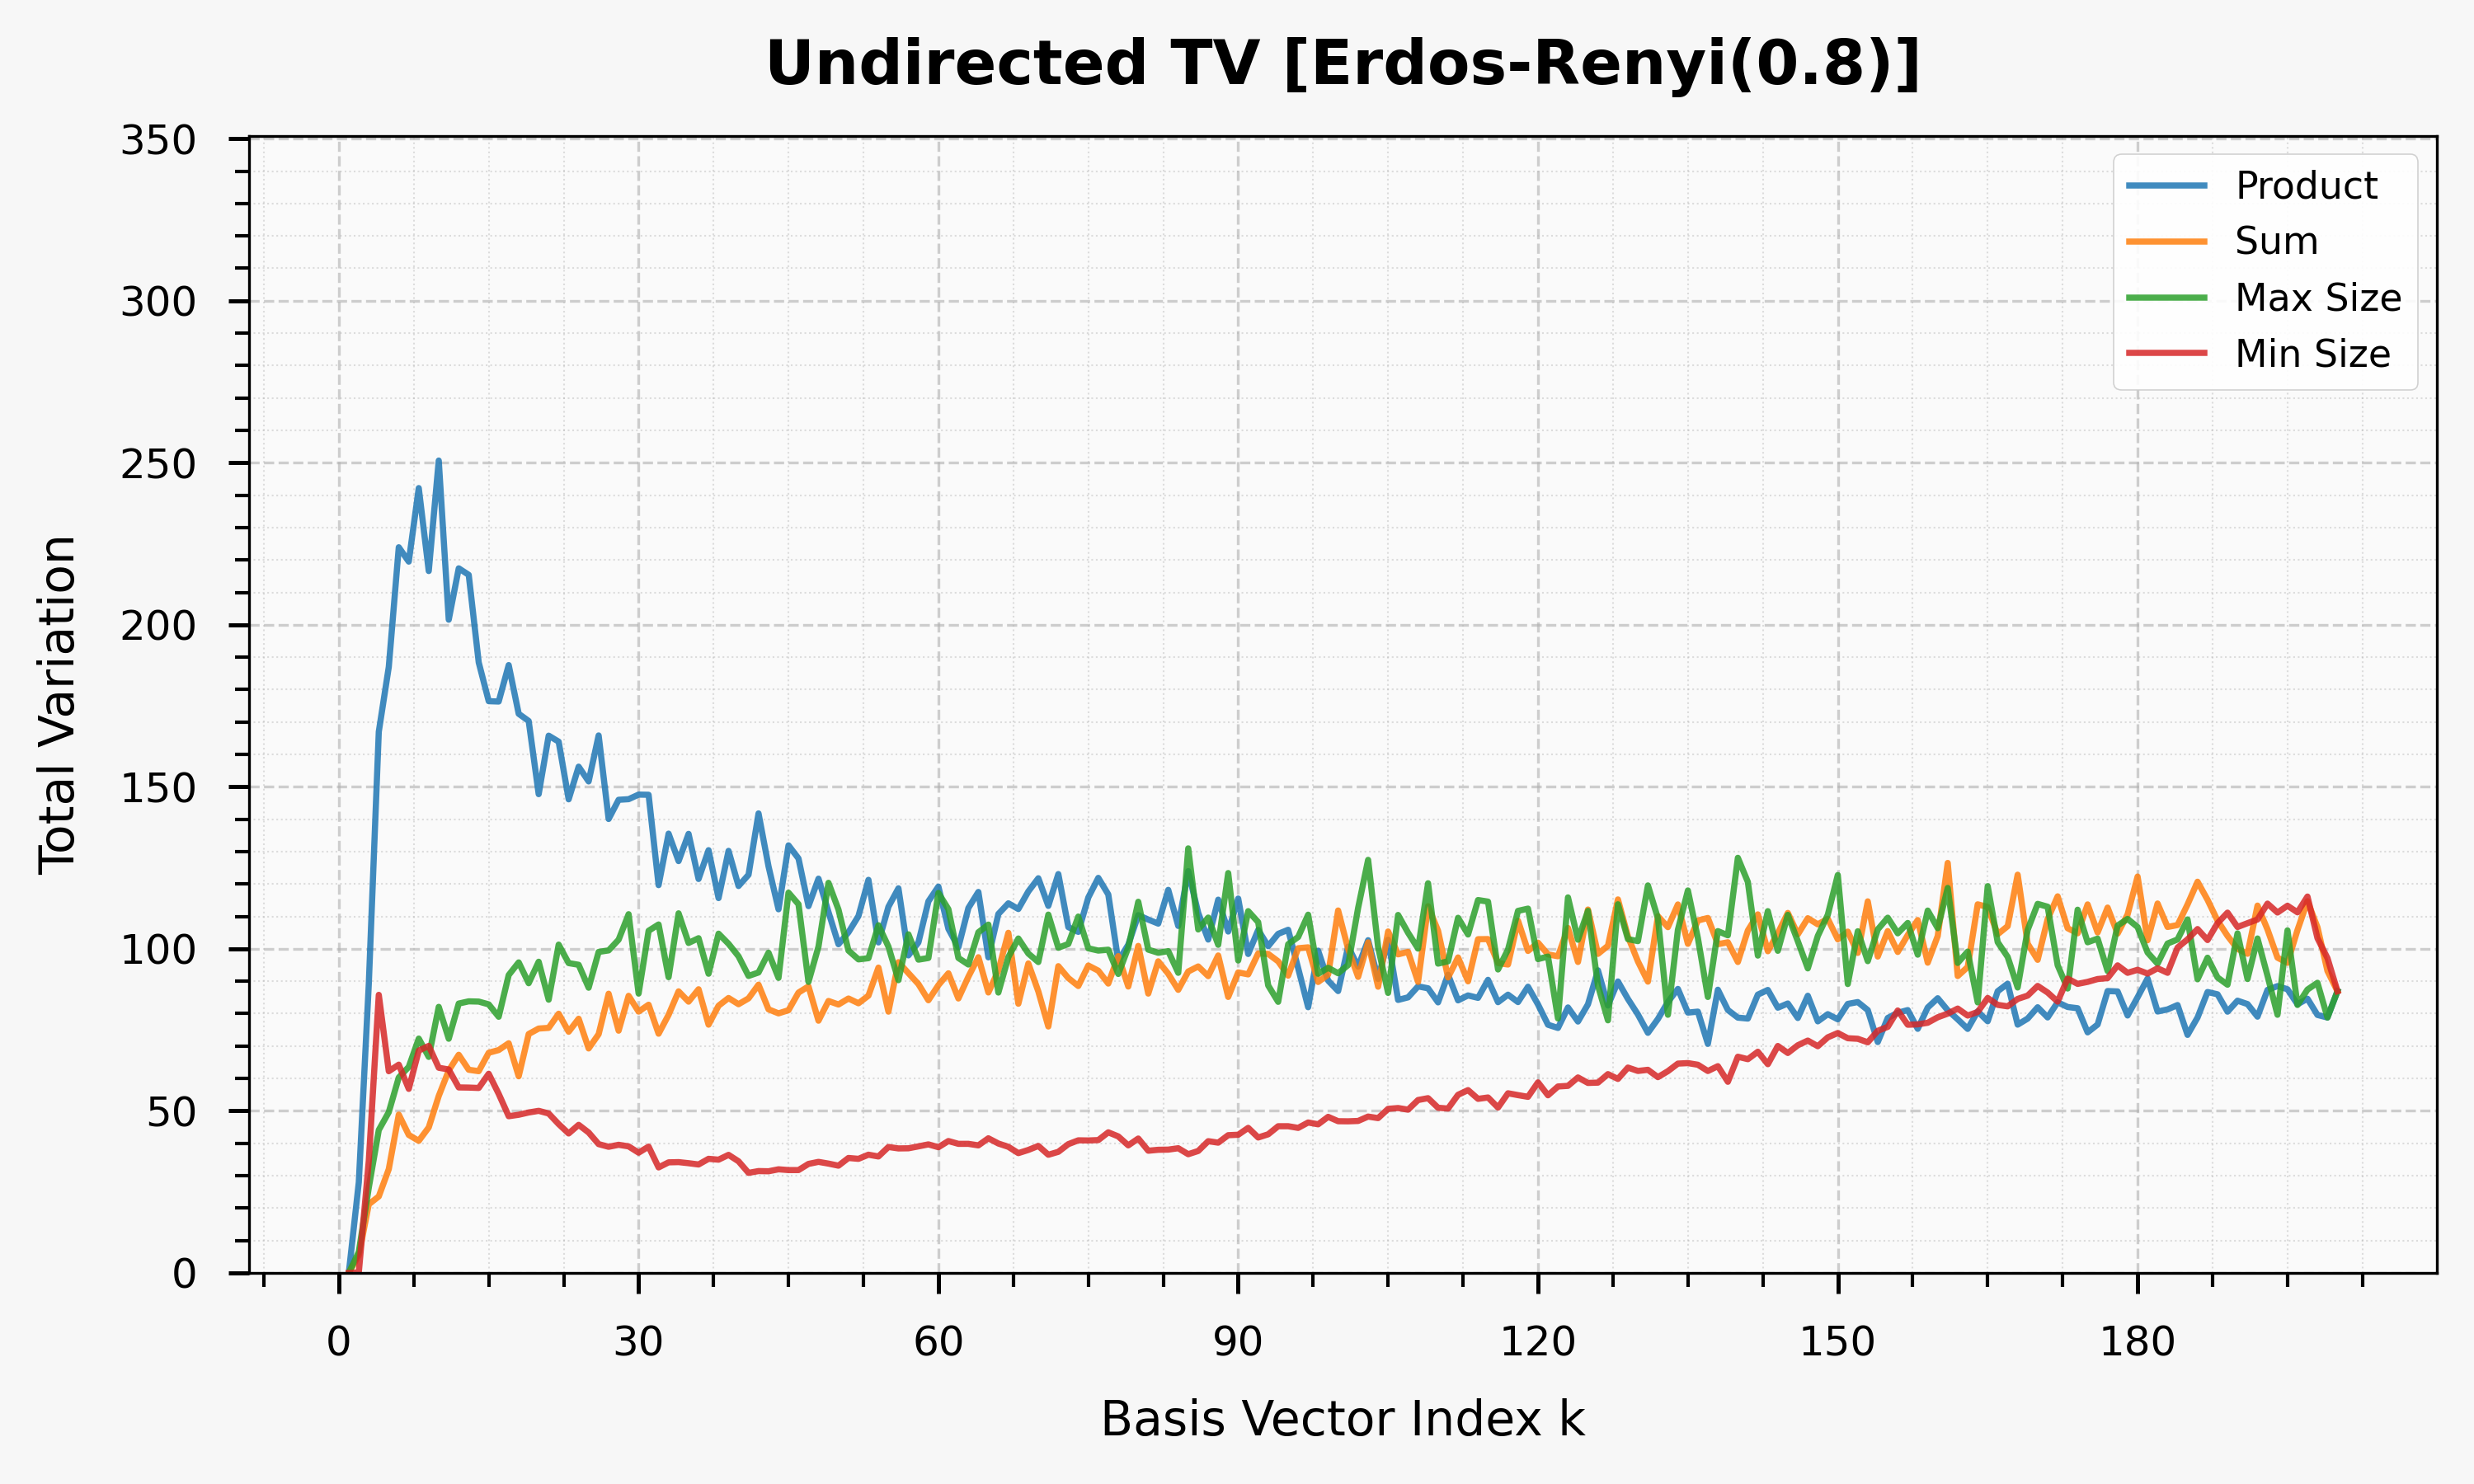 Undirected TV [Erdos-Renyi(0.8)]
350
300
250
200
150
100
50
0
Total Variation
Product
Sum
Max Size
Min Size
0 30 60 90 120 150 180
Basis Vector Index k